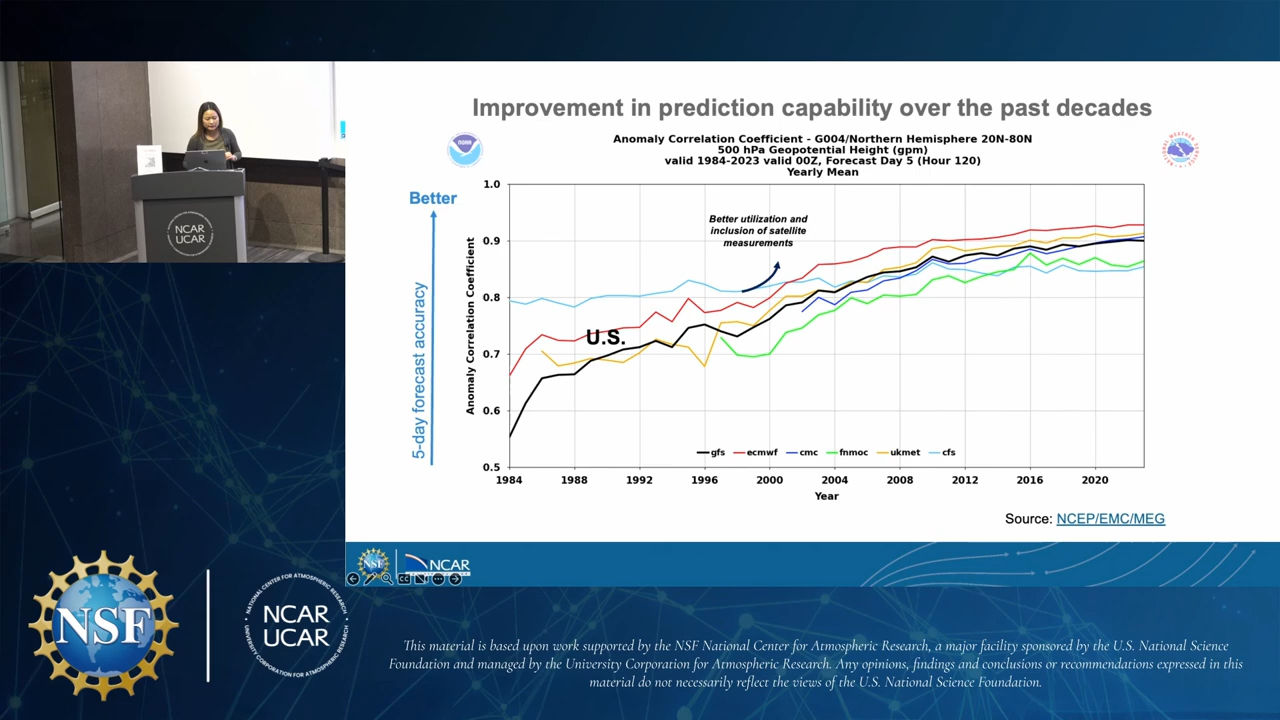 Improvement in prediction capability over the past decades
Anomaly Correlation Coefficient - G004/Northern Hemisphere 20N-80N
500 hPa Geopotential Height (gpm)
valid 1984-2023 valid 00Z, Forecast Day 5 (Hour 120)
Yearly Mean
NOAA
Better
5-day forecast accuracy
Anomaly Correlation Coefficient
1.0
0.9
0.8
0.7
0.6
0.5
Better utilization and
inclusion of satellite
measurements
U.S.
gfs ecmwf cmc fnmoc ukmet cfs
1984 1988 1992 1996 2000 2004 2008 2012 2016 2020
Year
Source: NCEP/EMC/MEG
NSF
NCAR
NCAR
UCAR
NSF
NATIONAL CENTER FOR ATMOSPHERIC RESEARCH
NCAR
UCAR
UNIVERSITY CORPORATION FOR ATMOSPHERIC RESEARCH
This material is based upon work supported by the NSF National Center for Atmospheric Research, a major facility sponsored by the U.S. National Science
Foundation and managed by the University Corporation for Atmospheric Research. Any opinions, findings and conclusions or recommendations expressed in this
material do not necessarily reflect the views of the U.S. National Science Foundation.